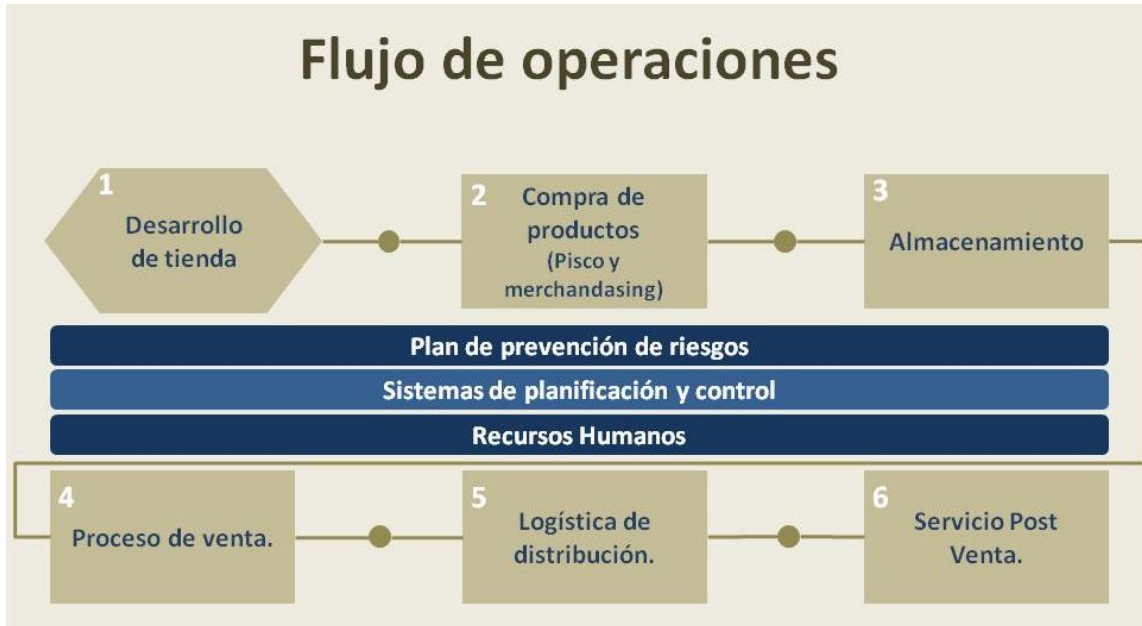 Flujo de operaciones
1
Desarrollo
de tienda
2
Compra de
productos
(Pisco y
merchandasing)
3
Almacenamiento
Plan de prevención de riesgos
Sistemas de planificación y control
Recursos Humanos
4
Proceso de venta.
5
Logística de
distribución.
6
Servicio Post
Venta.